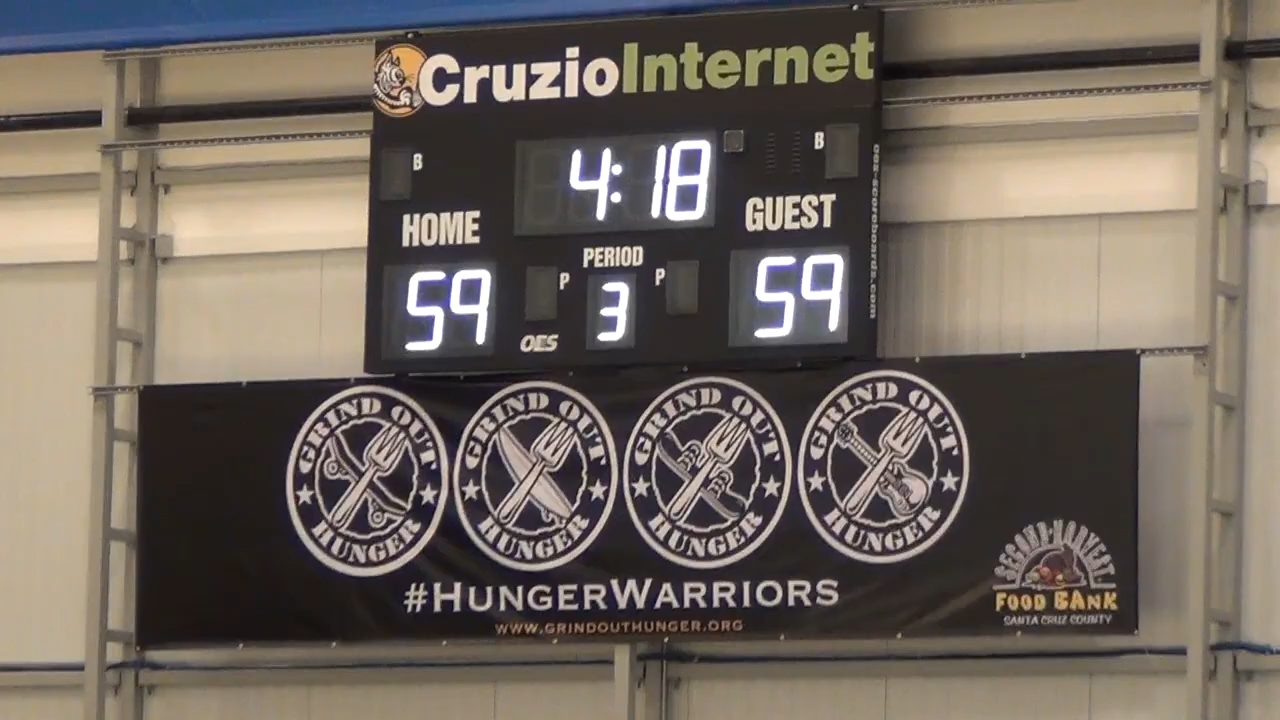 CruzioInternet
B
4:18
B
HOME
GUEST
PERIOD
59
P
3
P
59
OES
oes-scoreboards.com
GRIND OUT HUNGER
GRIND OUT HUNGER
GRIND OUT HUNGER
GRIND OUT HUNGER
#HUNGERWARRIORS
WWW.GRINDOUTHUNGER.ORG
SECOND HARVEST
FOOD BANK
SANTA CRUZ COUNTY